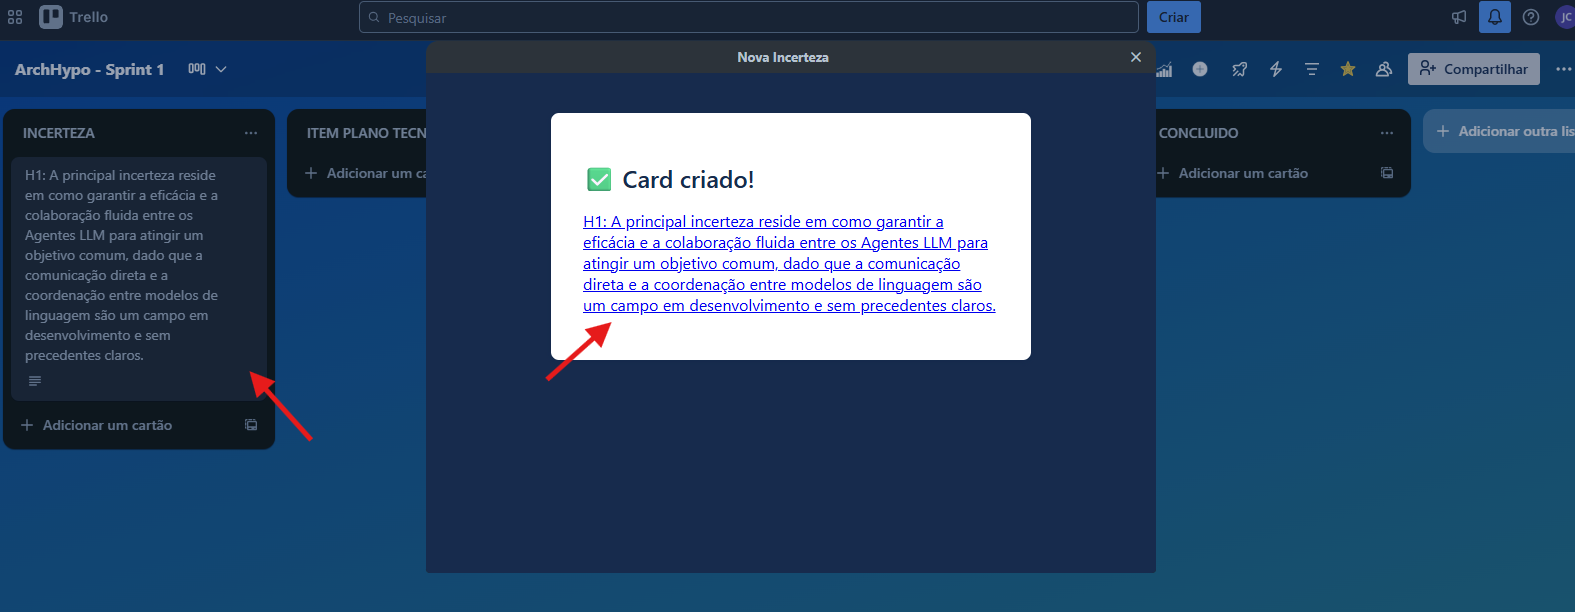 Trello
Pesquisar
Criar
JC
ArchHypo - Sprint 1
Compartilhar
Nova Incerteza
INCERTEZA
H1: A principal incerteza reside
em como garantir a eficácia e a
colaboração fluida entre os
Agentes LLM para atingir um
objetivo comum, dado que a
comunicação direta e a
coordenação entre modelos de
linguagem são um campo em
desenvolvimento e sem
precedentes claros.
Adicionar um cartão
ITEM PLANO TECN
Adicionar um ca
Card criado!
H1: A principal incerteza reside em como garantir a
eficácia e a colaboração fluida entre os Agentes LLM para
atingir um objetivo comum, dado que a comunicação
direta e a coordenação entre modelos de linguagem são
um campo em desenvolvimento e sem precedentes claros.
CONCLUIDO
Adicionar um cartão
Adicionar outra lis